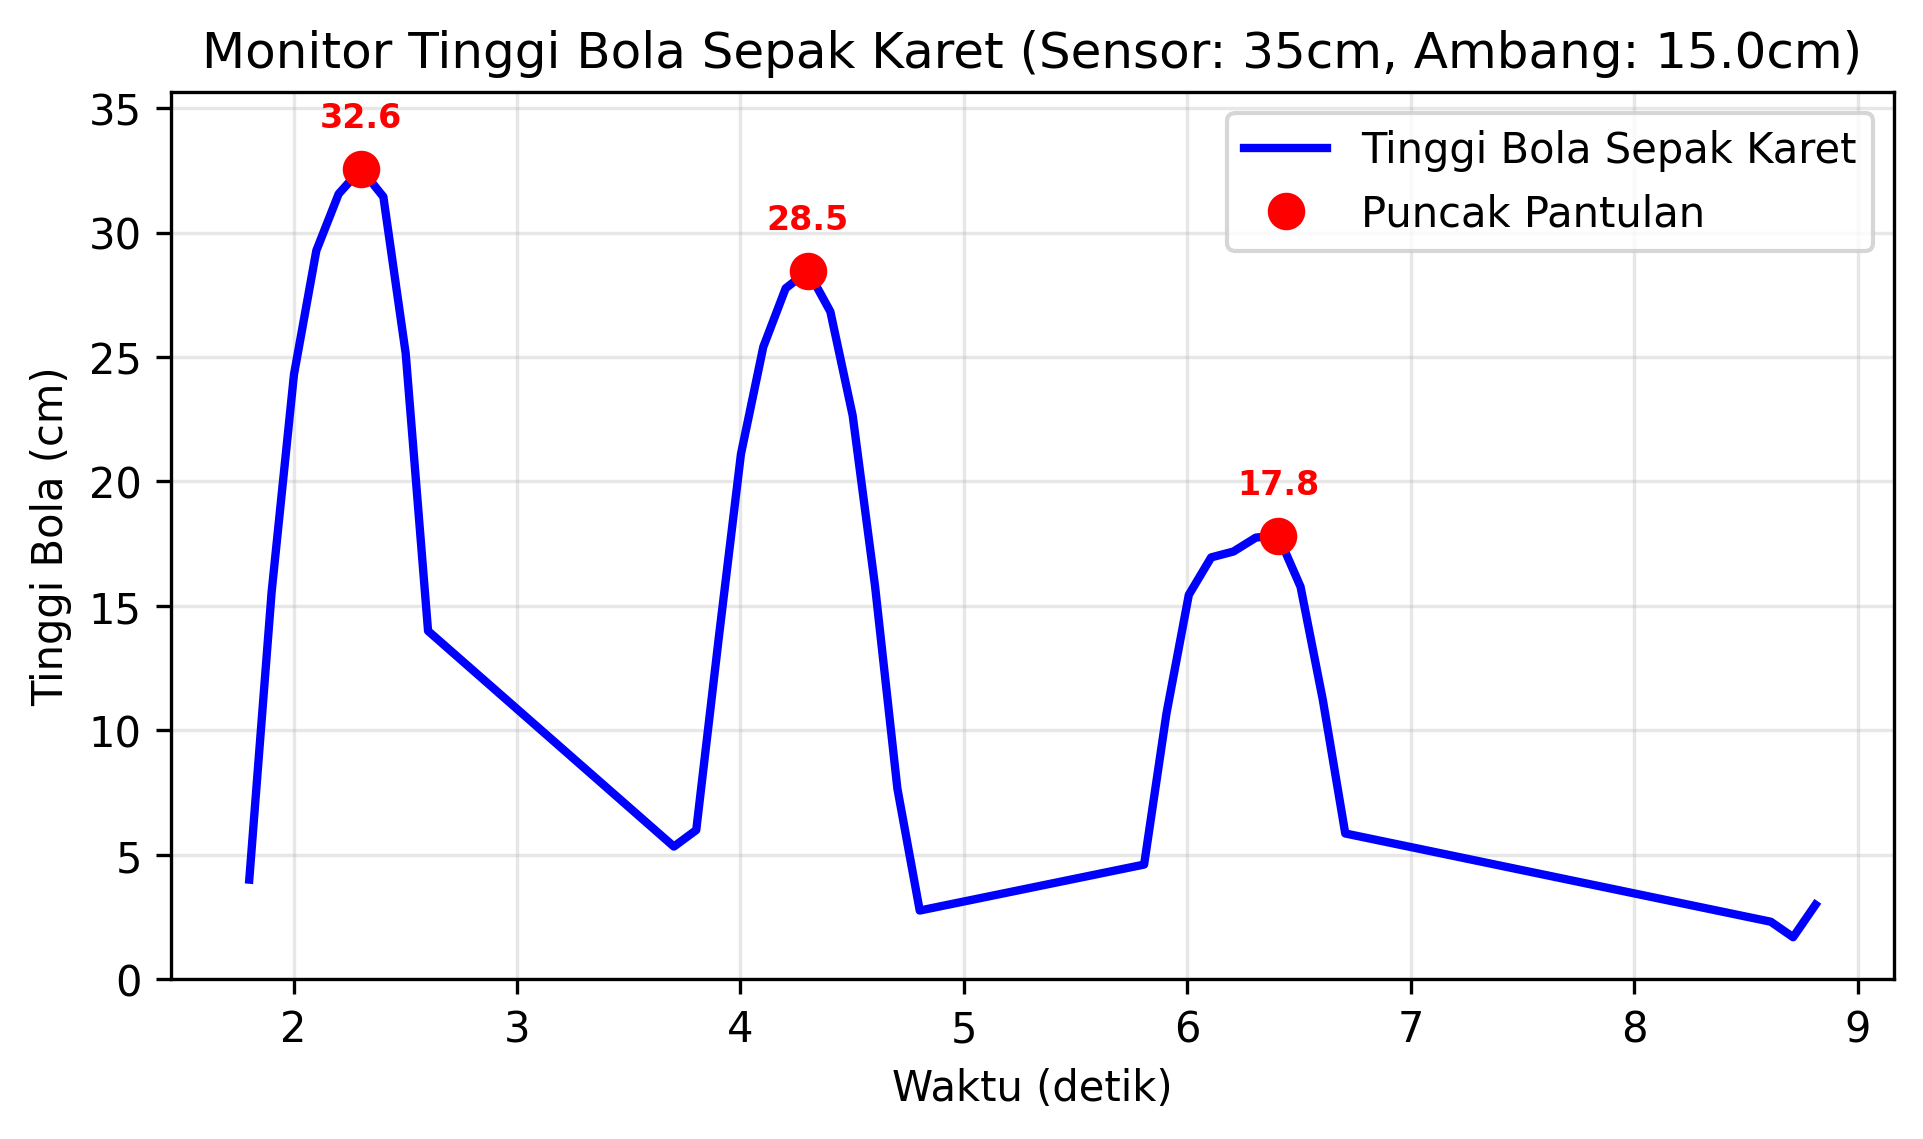 Monitor Tinggi Bola Sepak Karet (Sensor: 35cm, Ambang: 15.0cm)
Tinggi Bola Sepak Karet
Puncak Pantulan
32.6
28.5
17.8
Tinggi Bola (cm)
35
30
25
20
15
10
5
0
2 3 4 5 6 7 8 9
Waktu (detik)